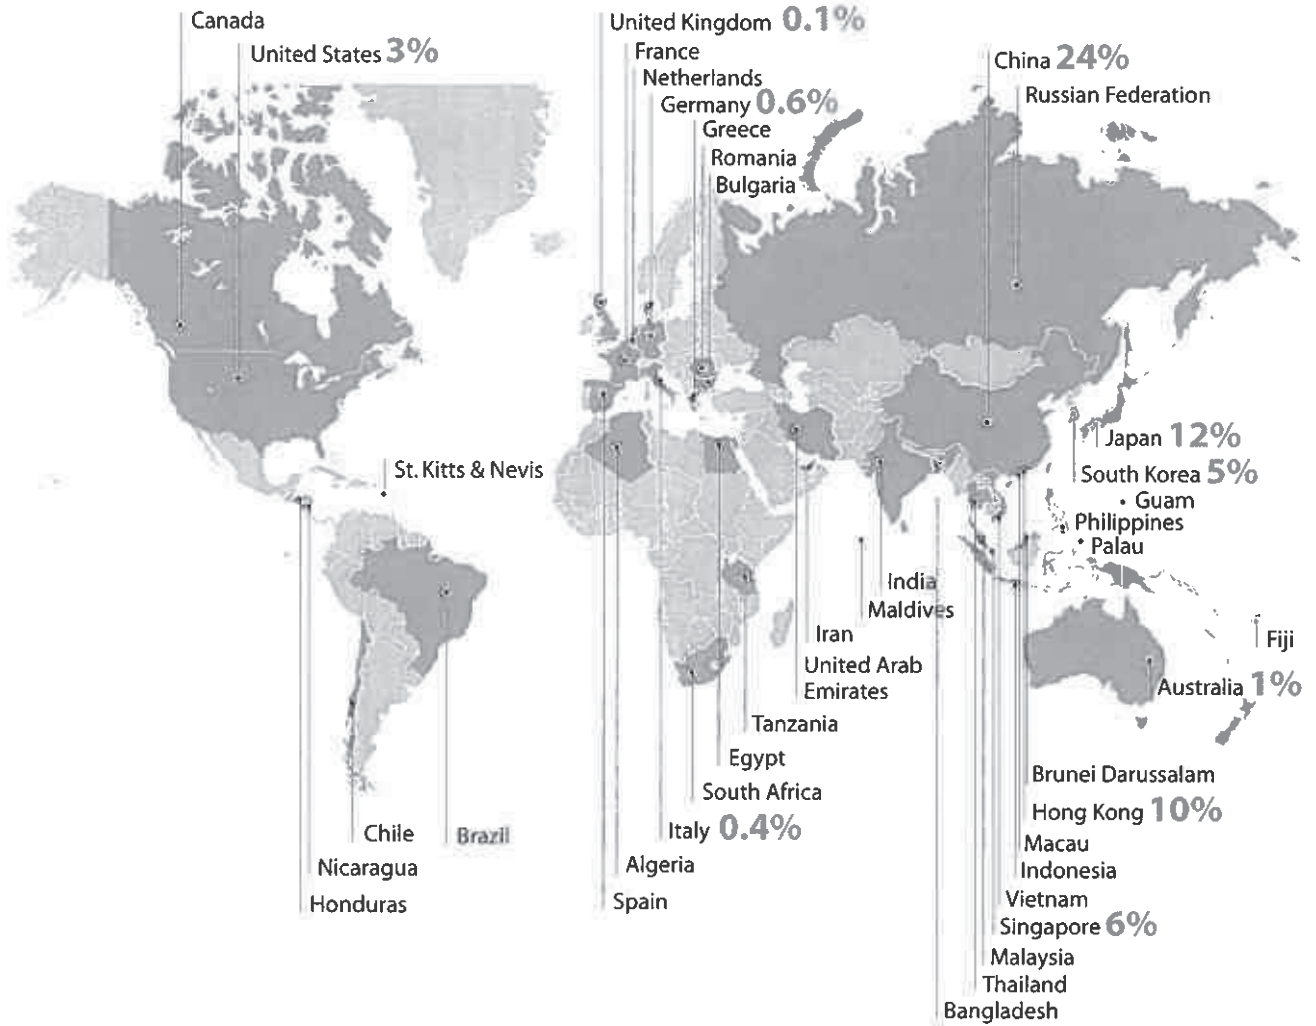 Canada
United States 3%
United Kingdom 0.1%
France
Netherlands
Germany 0.6%
Greece
Romania
Bulgaria
China 24%
Russian Federation
St. Kitts & Nevis
Japan 12%
South Korea 5%
Guam
Philippines
Palau
India
Maldives
Iran
United Arab
Emirates
Tanzania
Egypt
South Africa
Italy 0.4%
Algeria
Spain
Chile
Brazil
Nicaragua
Honduras
Fiji
Australia 1%
Brunei Darussalam
Hong Kong 10%
Macau
Indonesia
Vietnam
Singapore 6%
Malaysia
Thailand
Bangladesh